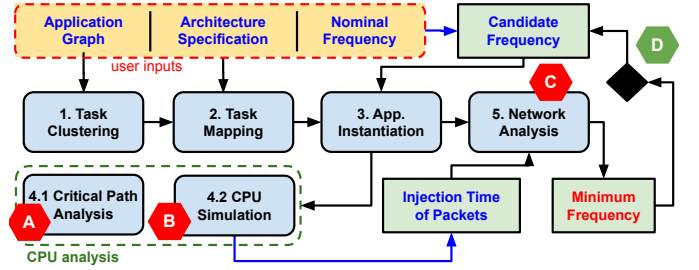 Application
Graph
Architecture
Specification
Nominal
Frequency
Candidate
Frequency
D
user inputs
C
1. Task
Clustering
2. Task
Mapping
3. App.
Instantiation
5. Network
Analysis
4.1 Critical Path
Analysis
A
4.2 CPU
Simulation
B
Injection Time
of Packets
Minimum
Frequency
CPU analysis